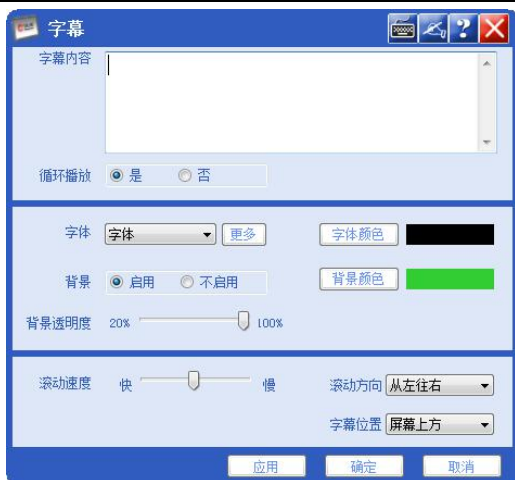 字幕
字幕内容
循环播放 是 否
字体 字体 更多 字体颜色
背景 启用 不启用 背景颜色
背景透明度 20% 100%
滚动速度 快 慢 滚动方向 从左往右
字幕位置 屏幕上方
应用 确定 取消